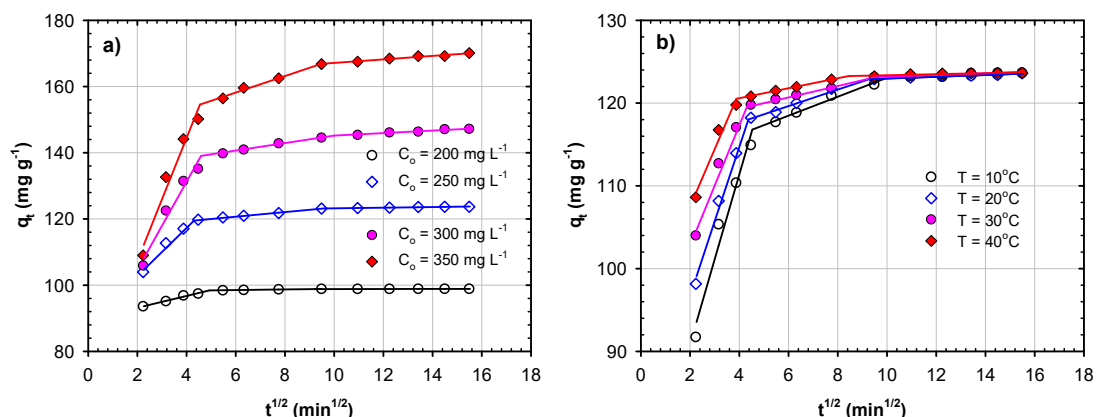 a)
180
160
140
120
100
80
q_t (mg g⁻¹)
C_o = 200 mg L⁻¹
C_o = 250 mg L⁻¹
C_o = 300 mg L⁻¹
C_o = 350 mg L⁻¹
0 2 4 6 8 10 12 14 16 18
t^1/2 (min^1/2)
b)
130
120
110
100
90
q_t (mg g⁻¹)
T = 10°C
T = 20°C
T = 30°C
T = 40°C
0 2 4 6 8 10 12 14 16 18
t^1/2 (min^1/2)